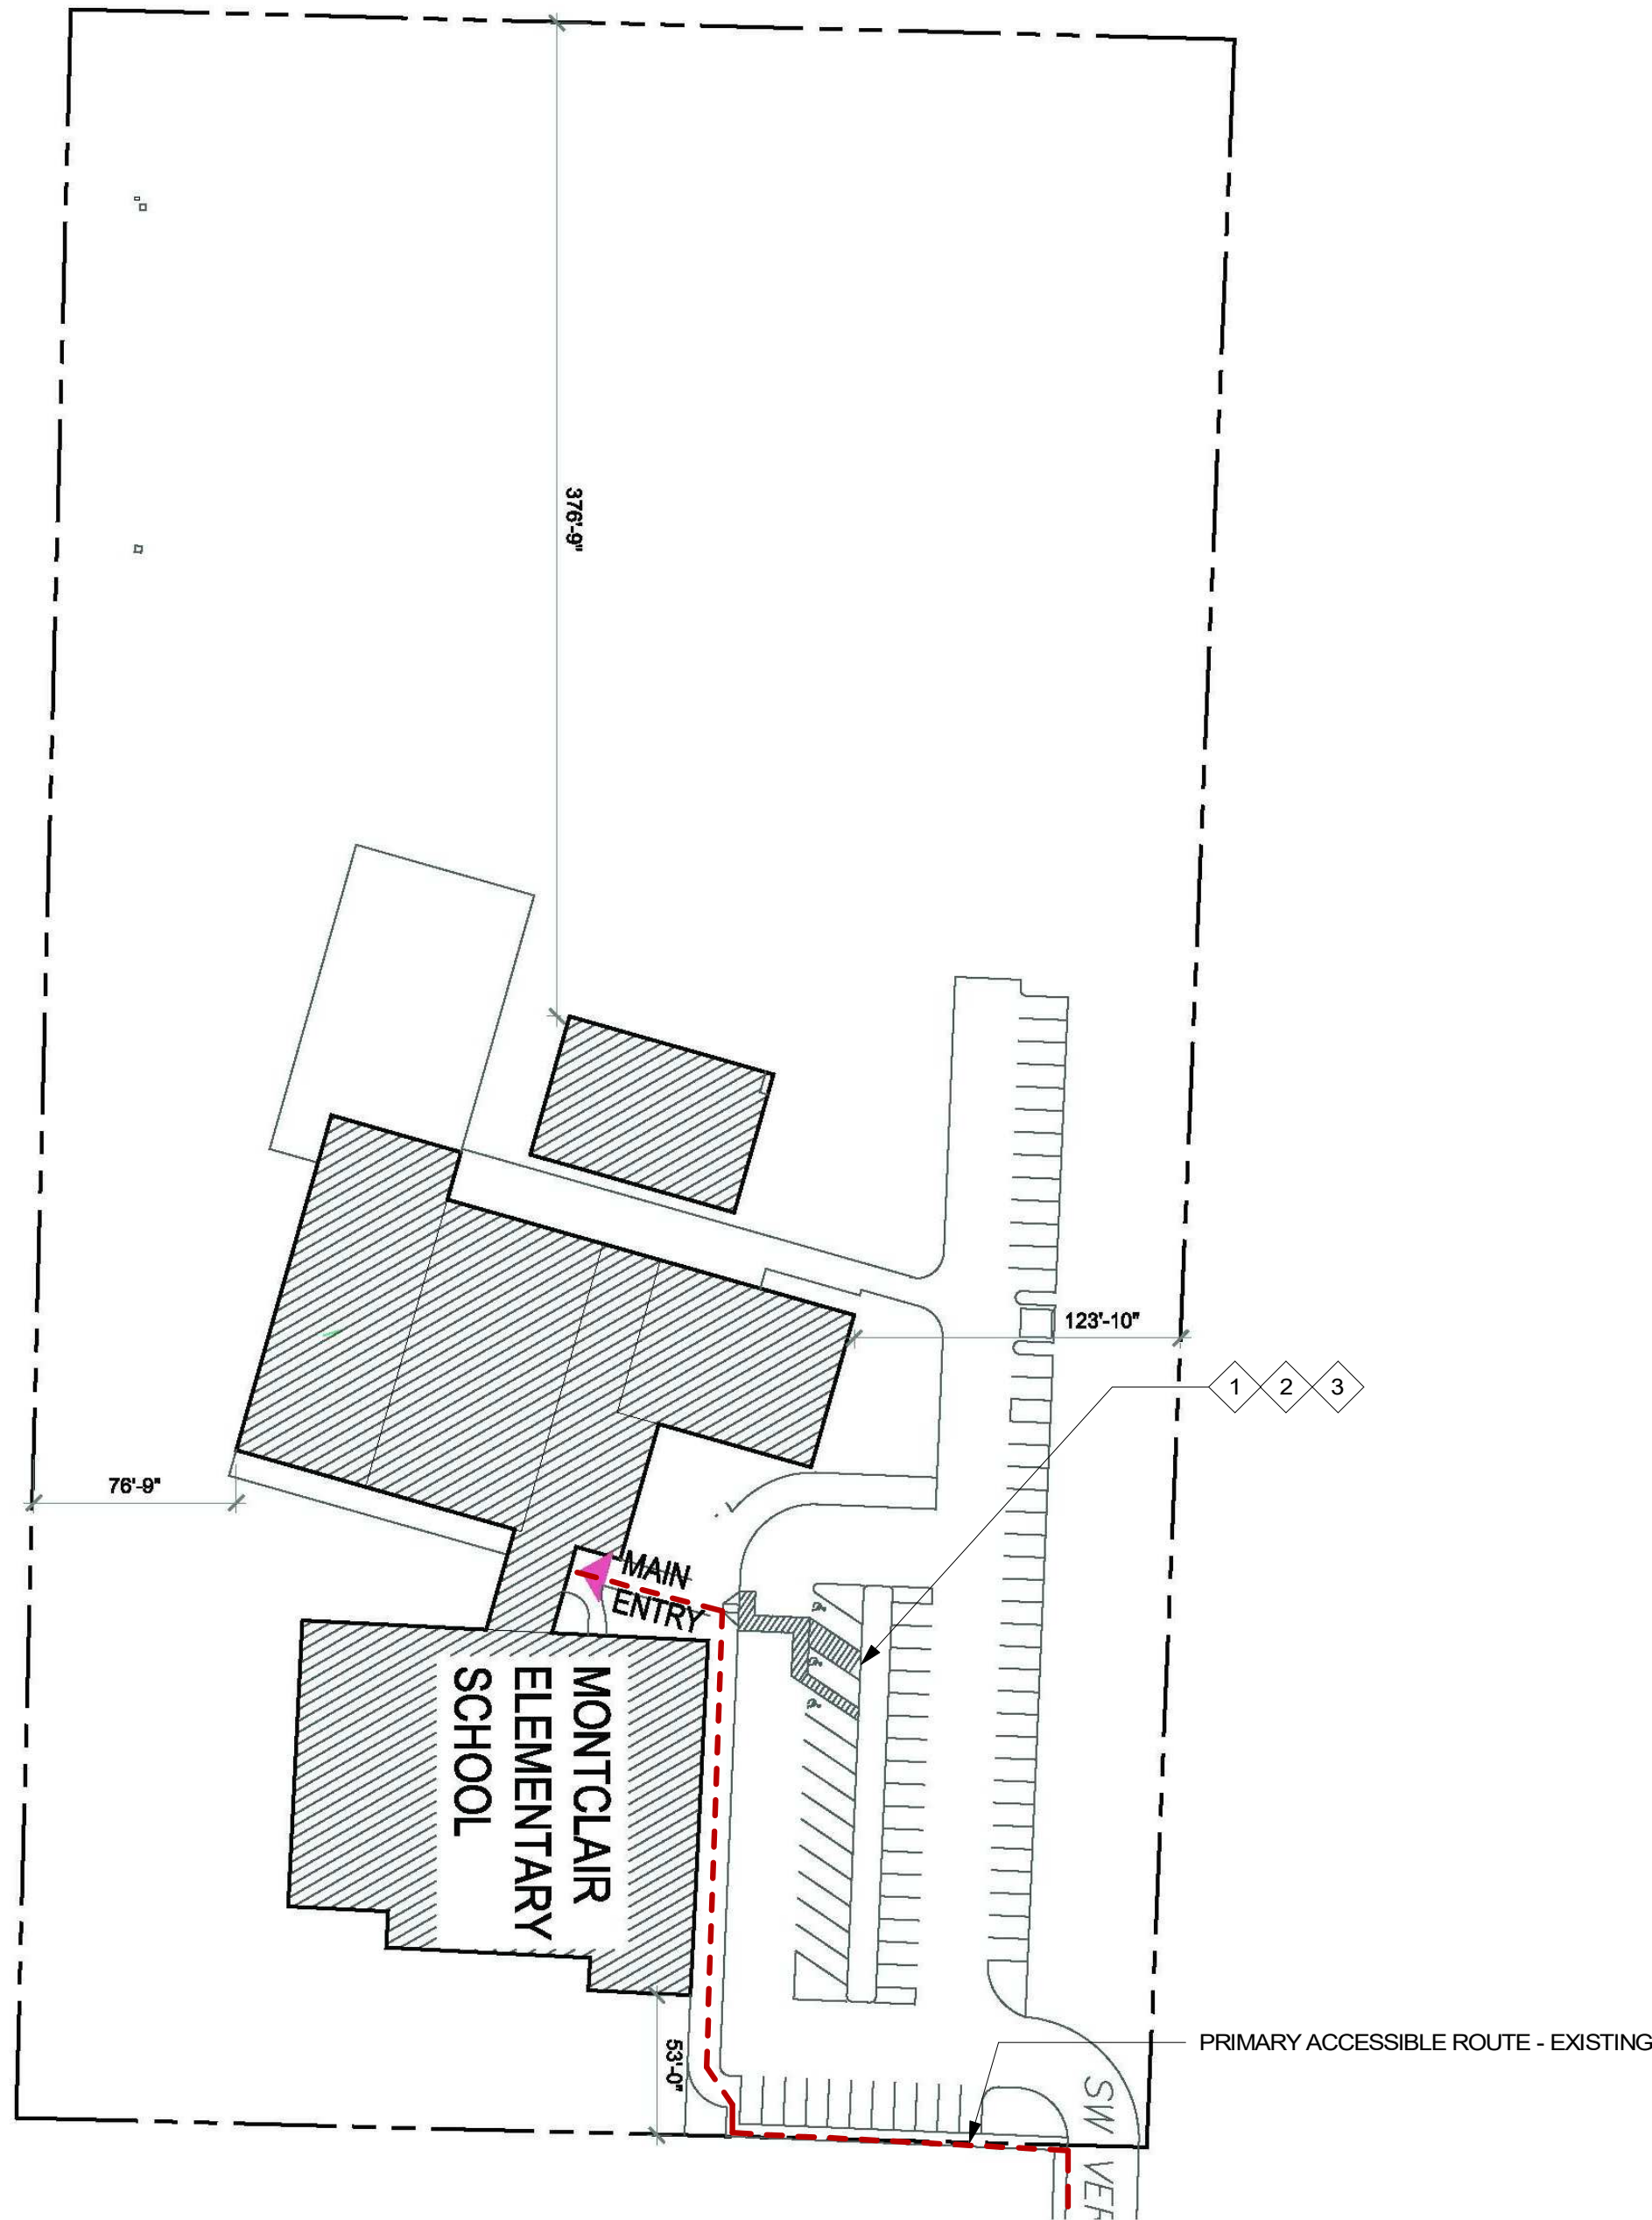 376'-9"
123'-10"
1 2 3
76'-9"
MAIN
ENTRY
MONTCLAIR
ELEMENTARY
SCHOOL
53'-0"
PRIMARY ACCESSIBLE ROUTE - EXISTING
SW